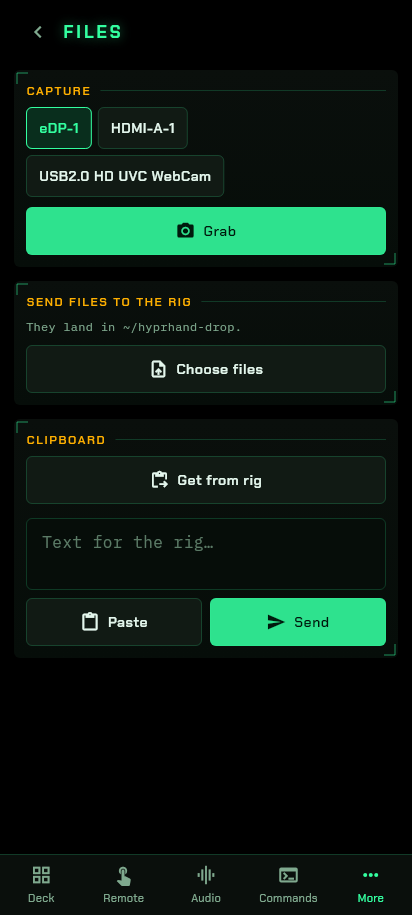 FILES
CAPTURE
eDP-1
HDMI-A-1
USB2.0 HD UVC WebCam
Grab
SEND FILES TO THE RIG
They land in ~/hyprhand-drop.
Choose files
CLIPBOARD
Get from rig
Text for the rig…
Paste
Send
Deck
Remote
Audio
Commands
More